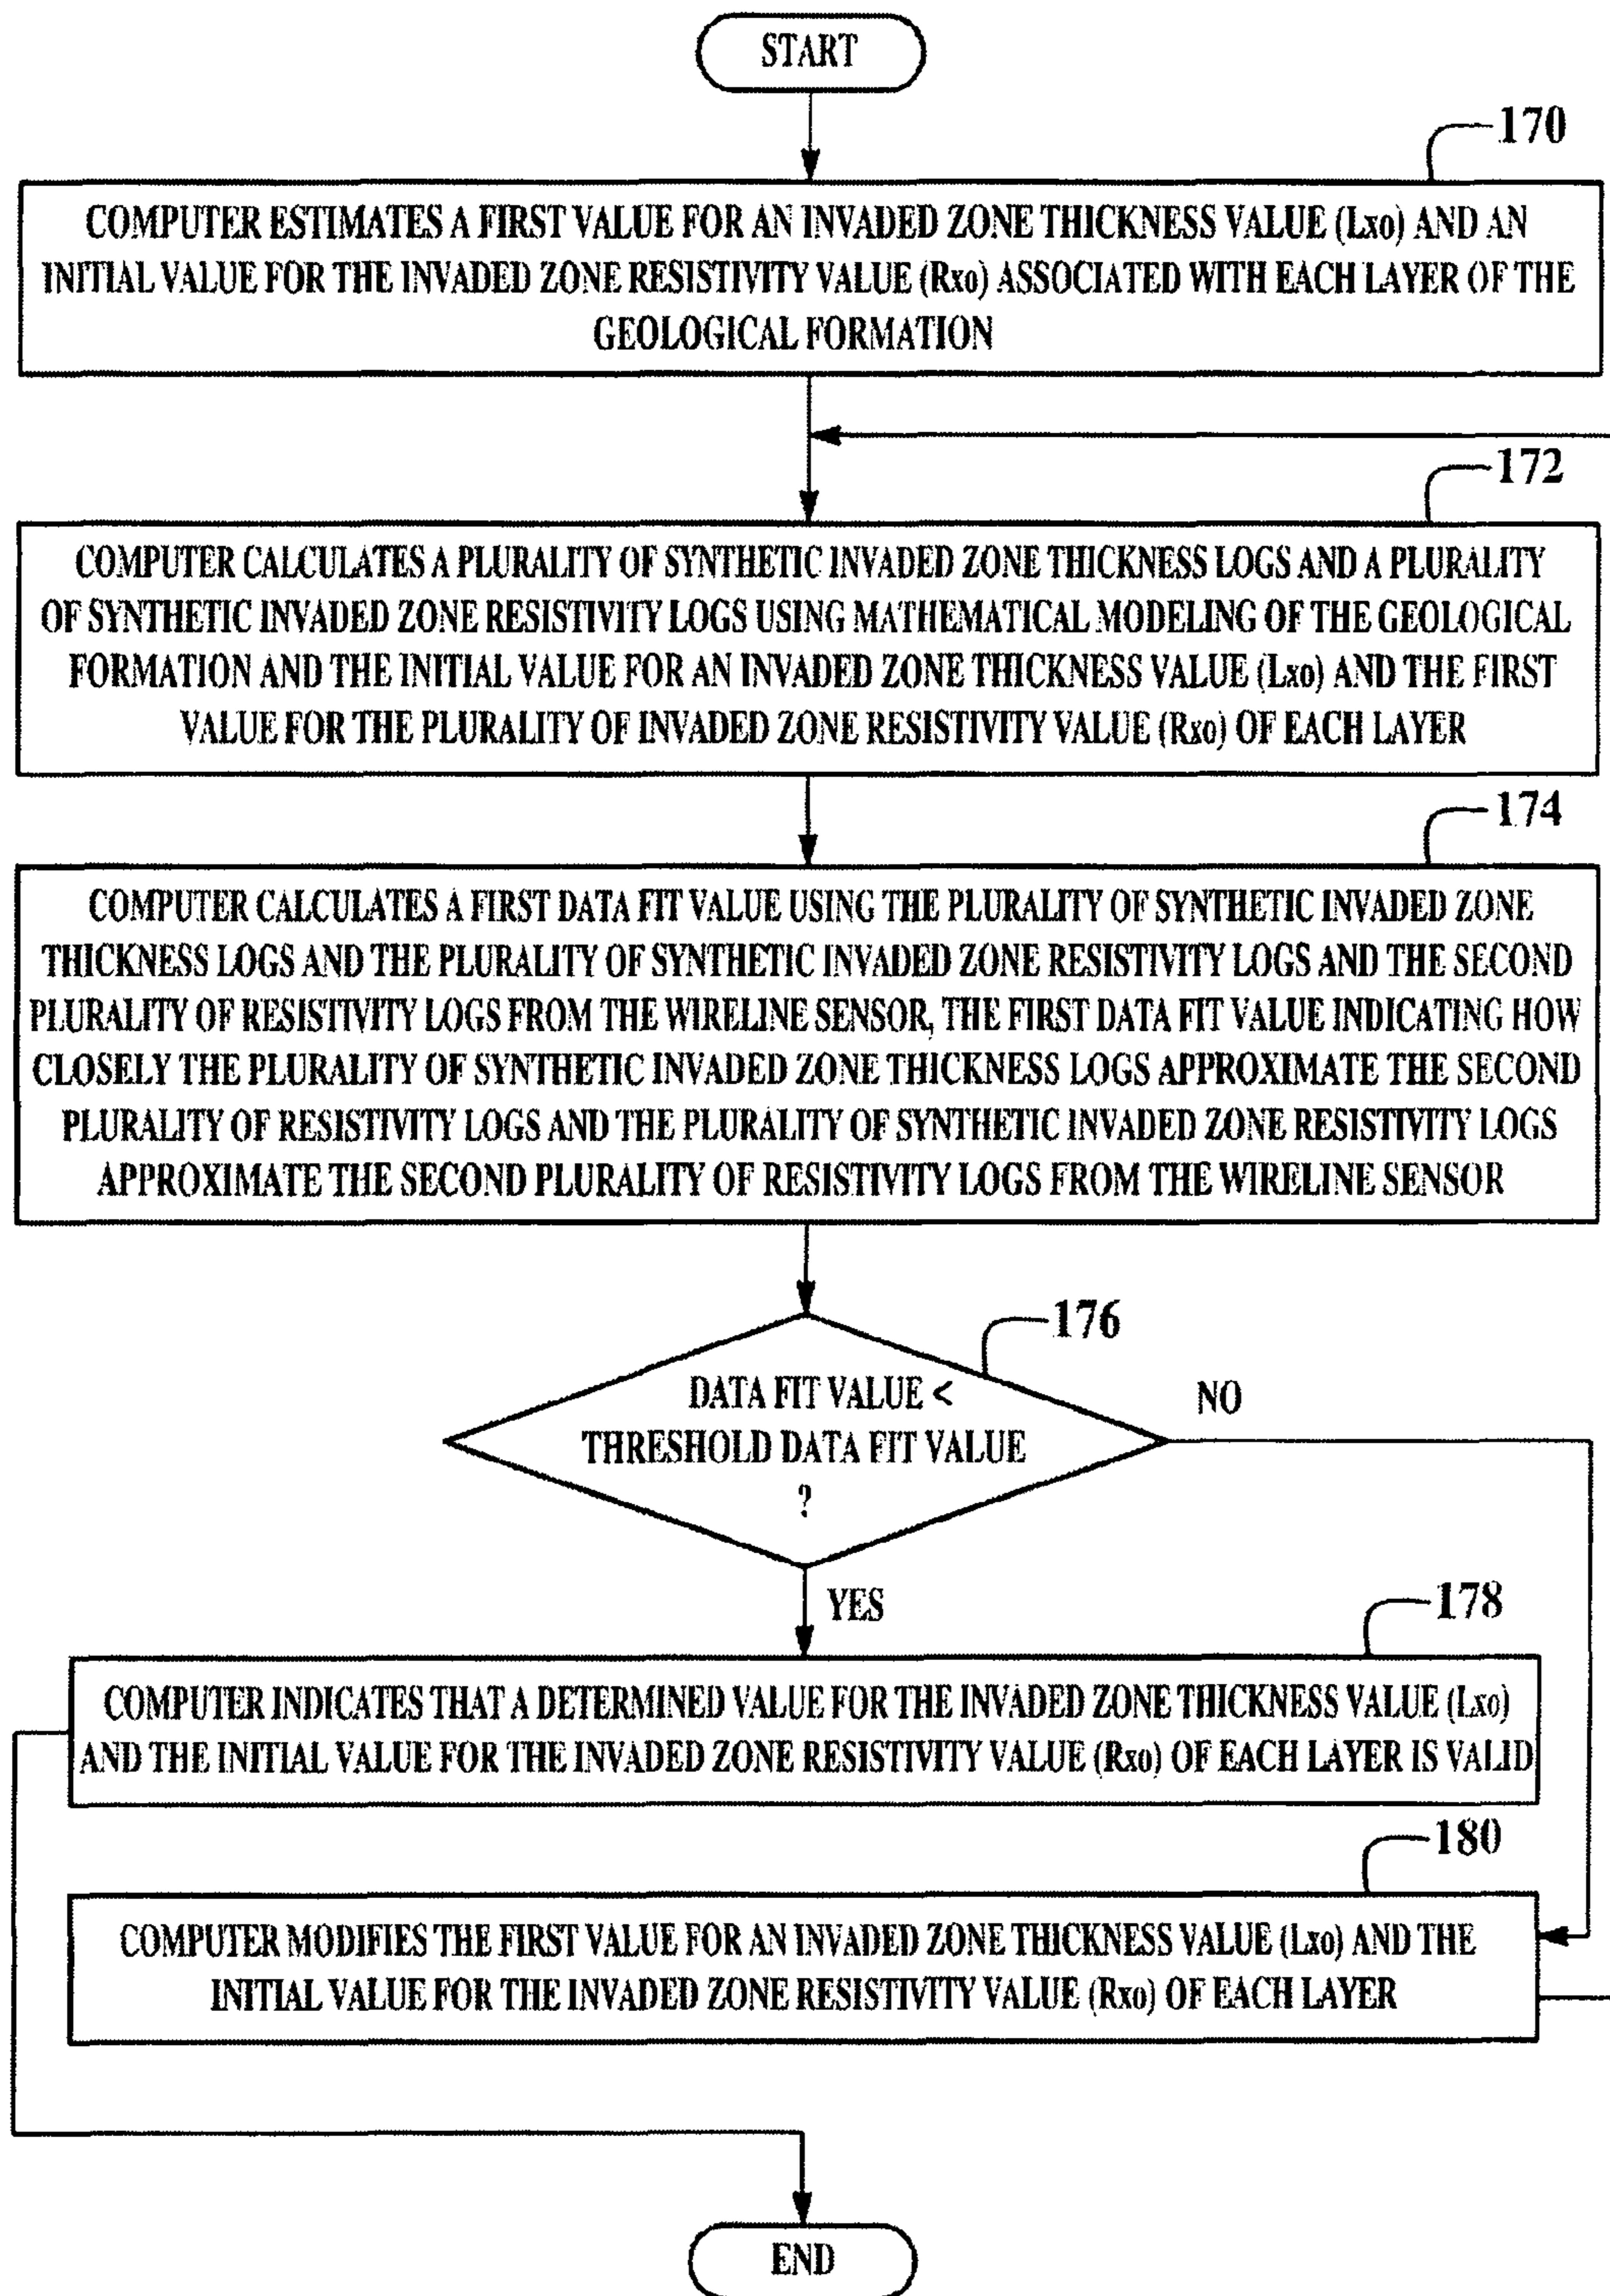 START
170
COMPUTER ESTIMATES A FIRST VALUE FOR AN INVADED ZONE THICKNESS VALUE (Lxo) AND AN
INITIAL VALUE FOR THE INVADED ZONE RESISTIVITY VALUE (Rxo) ASSOCIATED WITH EACH LAYER OF THE
GEOLOGICAL FORMATION
172
COMPUTER CALCULATES A PLURALITY OF SYNTHETIC INVADED ZONE THICKNESS LOGS AND A PLURALITY
OF SYNTHETIC INVADED ZONE RESISTIVITY LOGS USING MATHEMATICAL MODELING OF THE GEOLOGICAL
FORMATION AND THE INITIAL VALUE FOR AN INVADED ZONE THICKNESS VALUE (Lxo) AND THE FIRST
VALUE FOR THE PLURALITY OF INVADED ZONE RESISTIVITY VALUE (Rxo) OF EACH LAYER
174
COMPUTER CALCULATES A FIRST DATA FIT VALUE USING THE PLURALITY OF SYNTHETIC INVADED ZONE
THICKNESS LOGS AND THE PLURALITY OF SYNTHETIC INVADED ZONE RESISTIVITY LOGS AND THE SECOND
PLURALITY OF RESISTIVITY LOGS FROM THE WIRELINE SENSOR, THE FIRST DATA FIT VALUE INDICATING HOW
CLOSELY THE PLURALITY OF SYNTHETIC INVADED ZONE THICKNESS LOGS APPROXIMATE THE SECOND
PLURALITY OF RESISTIVITY LOGS AND THE PLURALITY OF SYNTHETIC INVADED ZONE RESISTIVITY LOGS
APPROXIMATE THE SECOND PLURALITY OF RESISTIVITY LOGS FROM THE WIRELINE SENSOR
176
DATA FIT VALUE <
THRESHOLD DATA FIT VALUE
?
NO
YES
178
COMPUTER INDICATES THAT A DETERMINED VALUE FOR THE INVADED ZONE THICKNESS VALUE (Lxo)
AND THE INITIAL VALUE FOR THE INVADED ZONE RESISTIVITY VALUE (Rxo) OF EACH LAYER IS VALID
180
COMPUTER MODIFIES THE FIRST VALUE FOR AN INVADED ZONE THICKNESS VALUE (Lxo) AND THE
INITIAL VALUE FOR THE INVADED ZONE RESISTIVITY VALUE (Rxo) OF EACH LAYER
END